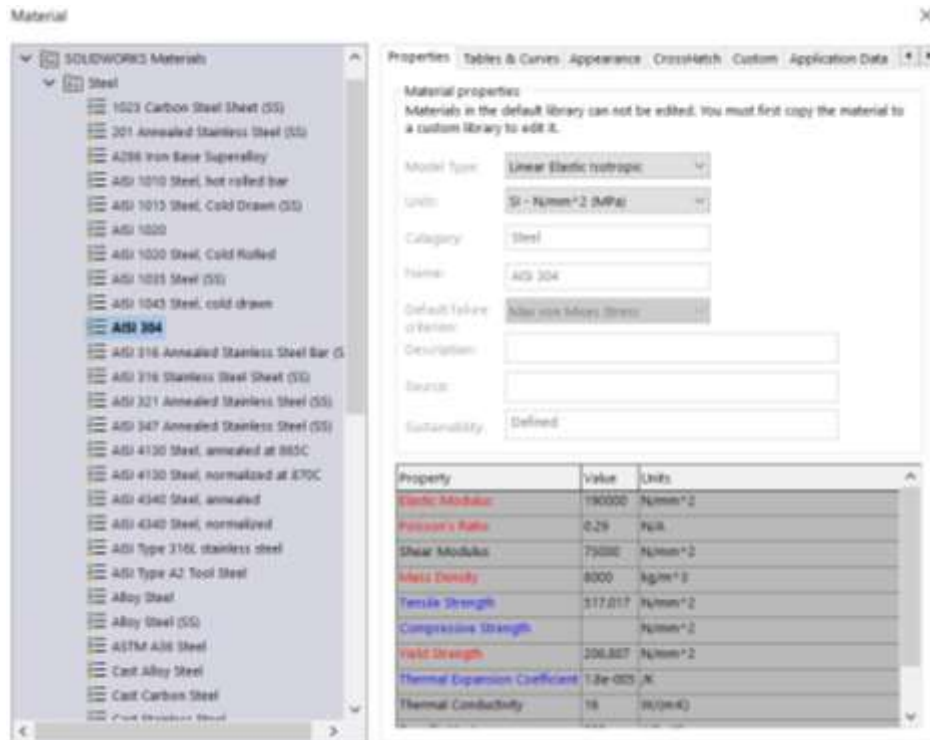 Material
SOLIDWORKS Materials
Steel
1023 Carbon Steel Sheet (SS)
201 Annealed Stainless Steel (SS)
A286 Iron Base Superalloy
AISI 1010 Steel, hot rolled bar
AISI 1015 Steel, Cold Drawn (SS)
AISI 1020
AISI 1020 Steel, Cold Rolled
AISI 1035 Steel (SS)
AISI 1045 Steel, cold drawn
AISI 304
AISI 316 Annealed Stainless Steel Bar (S
AISI 316 Stainless Steel Sheet (SS)
AISI 321 Annealed Stainless Steel (SS)
AISI 347 Annealed Stainless Steel (SS)
AISI 4130 Steel, annealed at 865C
AISI 4130 Steel, normalized at 870C
AISI 4340 Steel, annealed
AISI 4340 Steel, normalized
AISI Type 316L stainless steel
AISI Type A2 Tool Steel
Alloy Steel
Alloy Steel (SS)
ASTM A36 Steel
Cast Alloy Steel
Cast Carbon Steel
Cast Stainless Steel
Properties Tables & Curves Appearance CrossHatch Custom Application Data
Material properties
Materials in the default library can not be edited. You must first copy the material to
a custom library to edit it.
Model Type: Linear Elastic Isotropic
Units: SI - N/mm^2 (MPa)
Category: Steel
Name: AISI 304
Default failure criterion: Max von Mises Stress
Description:
Source:
Sustainability: Defined
Property Value Units
Elastic Modulus 190000 N/mm^2
Poisson's Ratio 0.29 N/A
Shear Modulus 75000 N/mm^2
Mass Density 8000 kg/m^3
Tensile Strength 517.017 N/mm^2
Compressive Strength N/mm^2
Yield Strength 206.807 N/mm^2
Thermal Expansion Coefficient 1.8e-005 /K
Thermal Conductivity 16 W/(m·K)